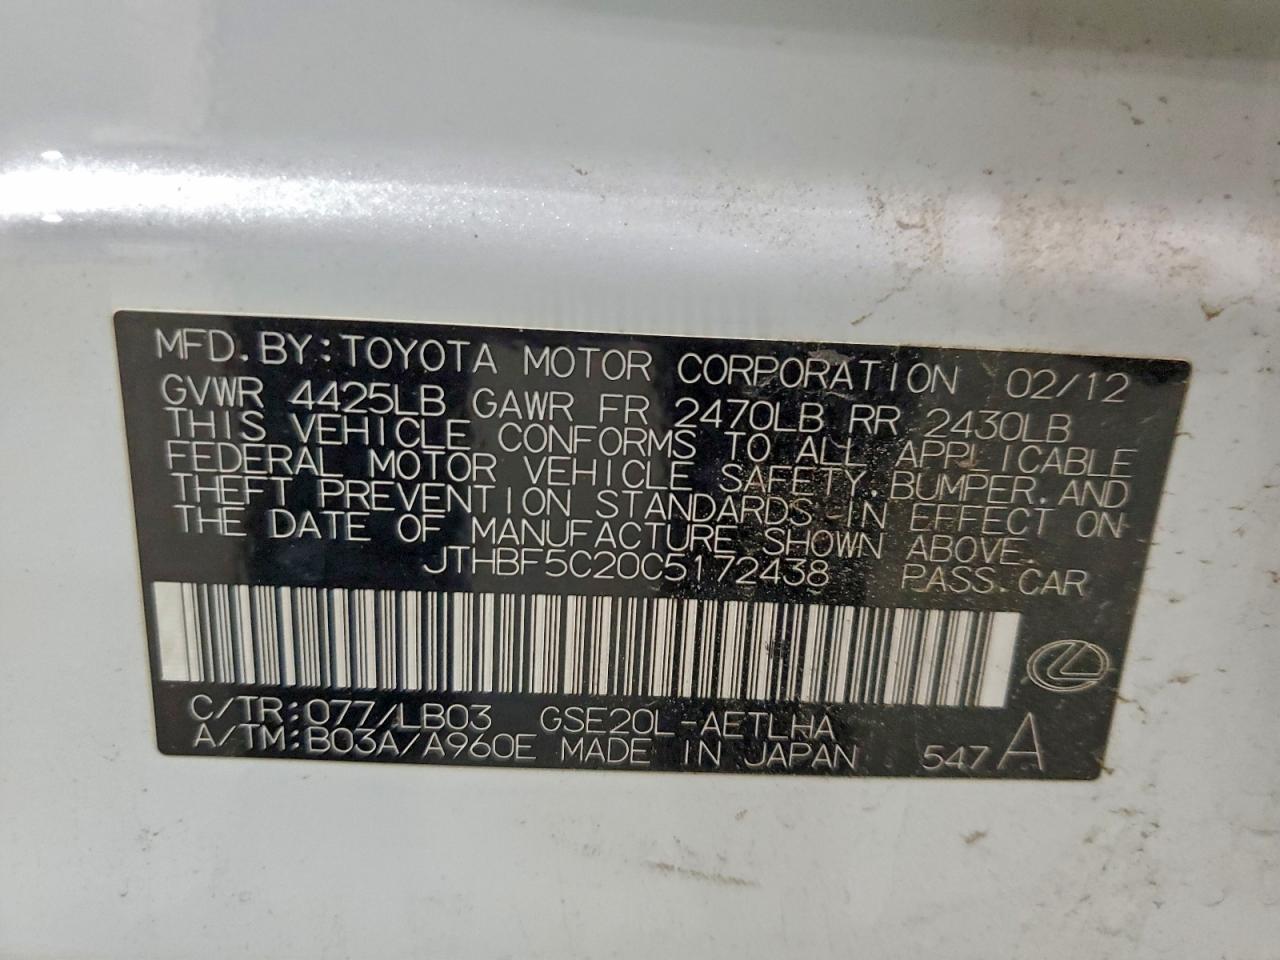 MFD.BY:TOYOTA MOTOR CORPORATION 02/12
GVWR 4425LB GAWR FR 2470LB RR 2430LB
THIS VEHICLE CONFORMS TO ALL APPLICABLE
FEDERAL MOTOR VEHICLE SAFETY,BUMPER,AND
THEFT PREVENTION STANDARDS IN EFFECT ON
THE DATE OF MANUFACTURE SHOWN ABOVE.
JTHBF5C20C5172438 PASS.CAR
C/TR:077/LB03 GSE20L-AETLHA
A/TM:B03A/A960E MADE IN JAPAN 547A